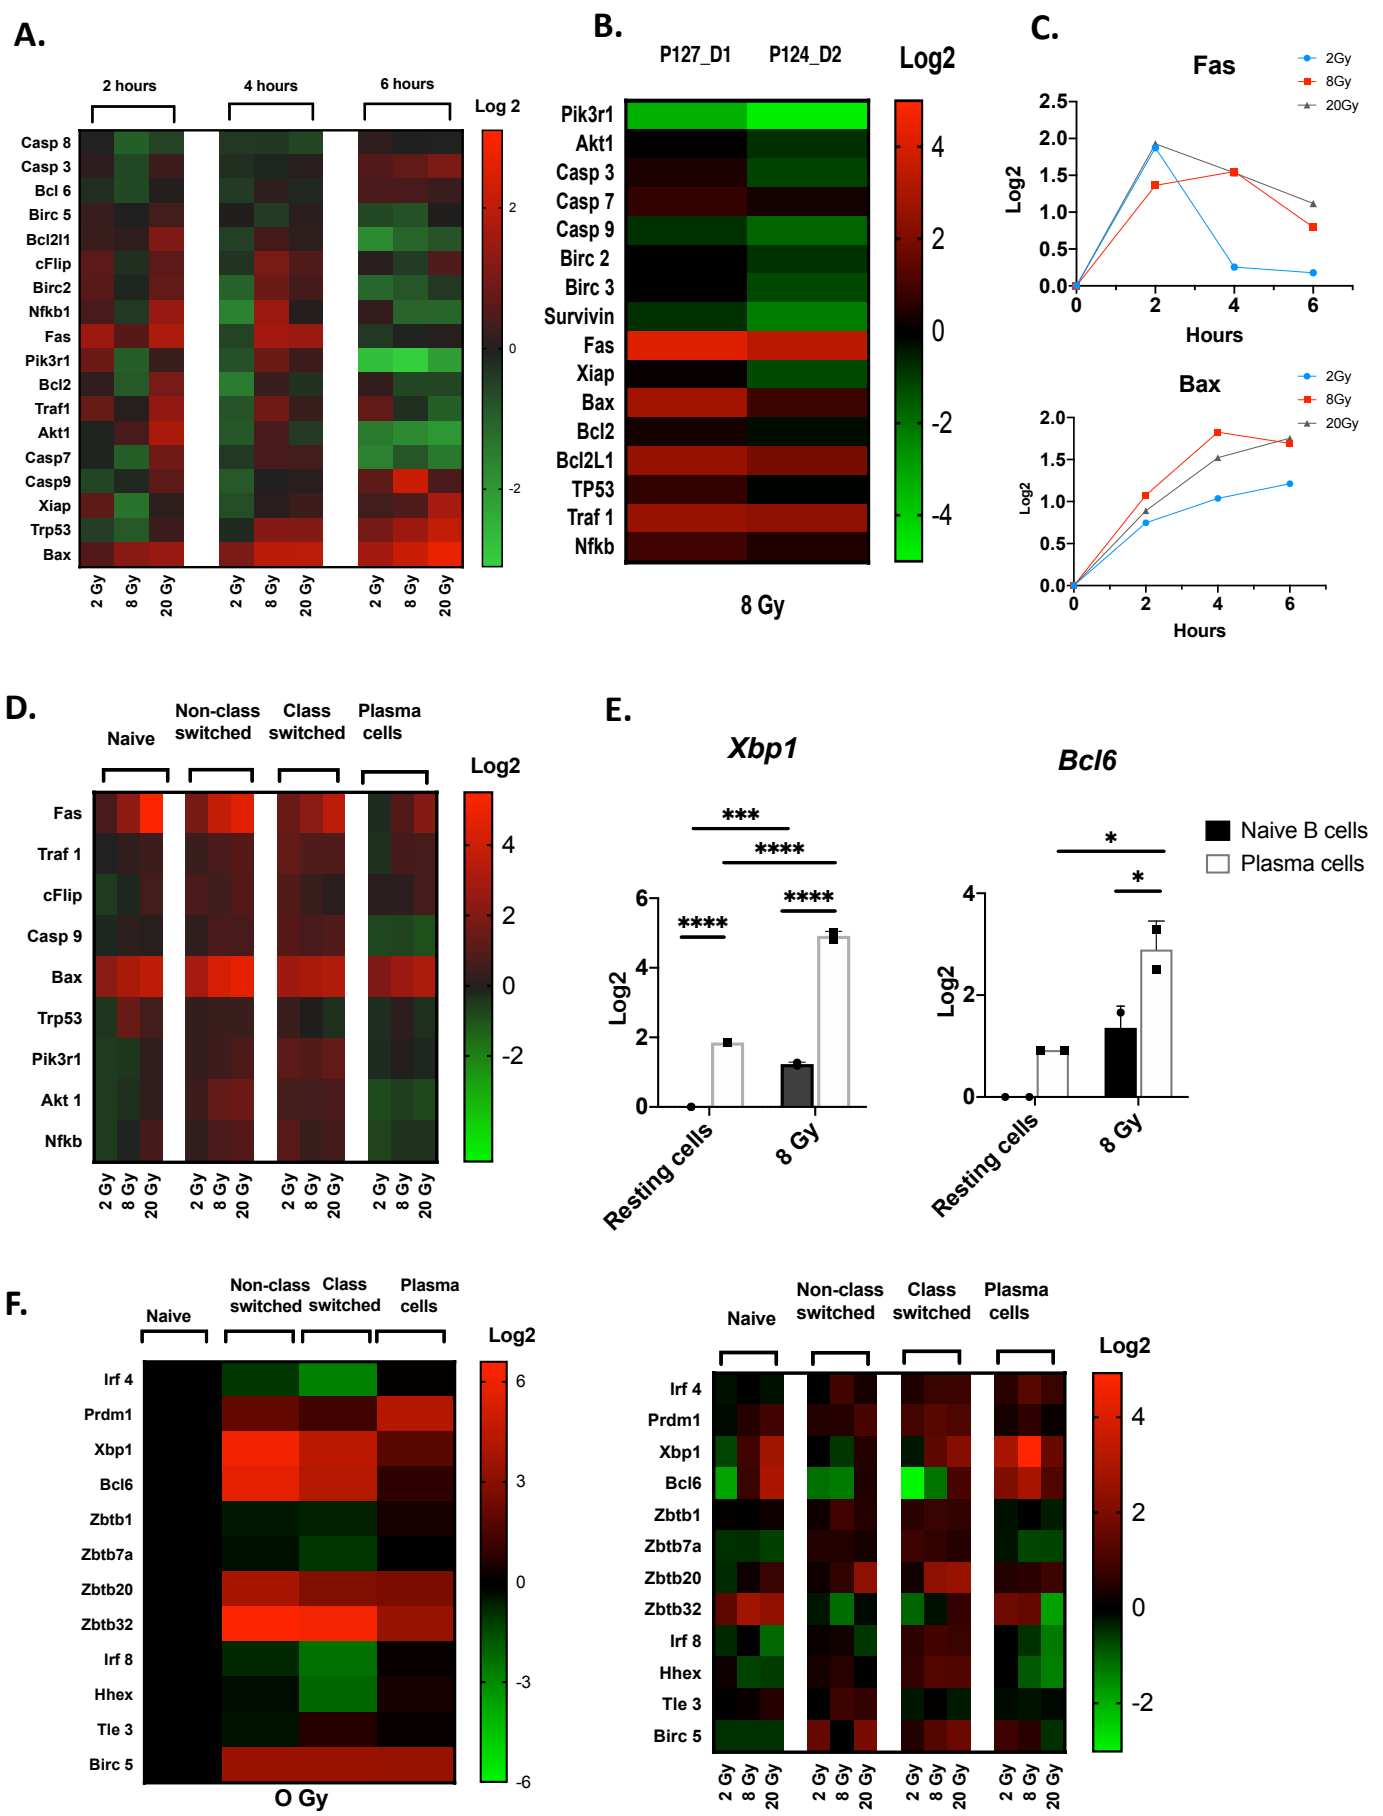 A.
2 hours
4 hours
6 hours
Log 2
Casp 8
Casp 3
Bcl 6
Birc 5
Bcl2l1
cFlip
Birc2
Nfkb1
Fas
Pik3r1
Bcl2
Traf1
Akt1
Casp7
Casp9
Xiap
Trp53
Bax
2
0
-2
2 Gy
8 Gy
20 Gy
2 Gy
8 Gy
20 Gy
2 Gy
8 Gy
20 Gy
B.
P127_D1
P124_D2
Log2
Pik3r1
Akt1
Casp 3
Casp 7
Casp 9
Birc 2
Birc 3
Survivin
Fas
Xiap
Bax
Bcl2
Bcl2L1
TP53
Traf 1
Nfkb
4
2
0
-2
-4
8 Gy
C.
Fas
2Gy
8Gy
20Gy
2.5
2.0
1.5
1.0
0.5
0.0
Log2
0 2 4 6
Hours
Bax
2Gy
8Gy
20Gy
2.0
1.5
1.0
0.5
0.0
Log2
0 2 4 6
Hours
D.
Naive
Non-class
switched
Class
switched
Plasma
cells
Log2
Fas
Traf 1
cFlip
Casp 9
Bax
Trp53
Pik3r1
Akt 1
Nfkb
4
2
0
-2
2 Gy
8 Gy
20 Gy
2 Gy
8 Gy
20 Gy
2 Gy
8 Gy
20 Gy
2 Gy
8 Gy
20 Gy
E.
Xbp1
***
****
****
****
6
4
2
0
Log2
Resting cells
8 Gy
Bcl6
*
*
4
2
0
Log2
Resting cells
8 Gy
Naive B cells
Plasma cells
F.
Naive
Non-class
switched
Class
switched
Plasma
cells
Log2
Irf 4
Prdm1
Xbp1
Bcl6
Zbtb1
Zbtb7a
Zbtb20
Zbtb32
Irf 8
Hhex
Tle 3
Birc 5
6
3
0
-3
-6
O Gy
Naive
Non-class
switched
Class
switched
Plasma
cells
Log2
Irf 4
Prdm1
Xbp1
Bcl6
Zbtb1
Zbtb7a
Zbtb20
Zbtb32
Irf 8
Hhex
Tle 3
Birc 5
4
2
0
-2
2 Gy
8 Gy
20 Gy
2 Gy
8 Gy
20 Gy
2 Gy
8 Gy
20 Gy
2 Gy
8 Gy
20 Gy